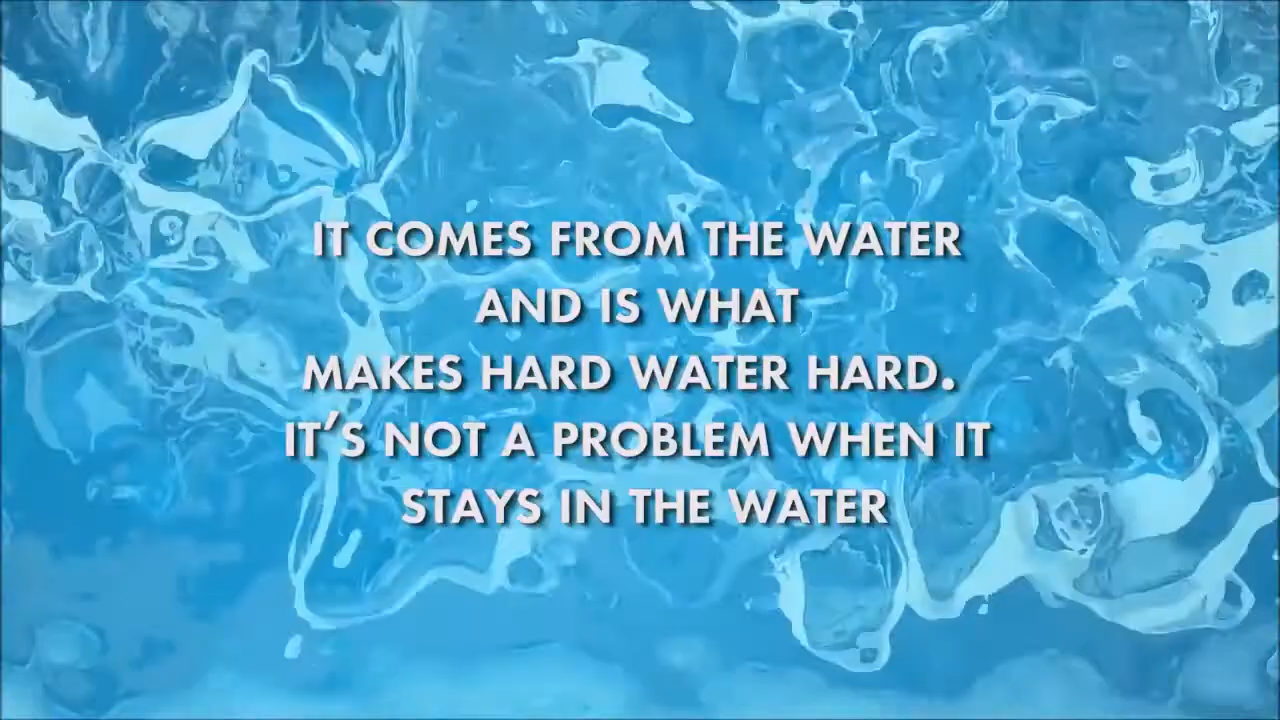 IT COMES FROM THE WATER
AND IS WHAT
MAKES HARD WATER HARD.
IT'S NOT A PROBLEM WHEN IT
STAYS IN THE WATER